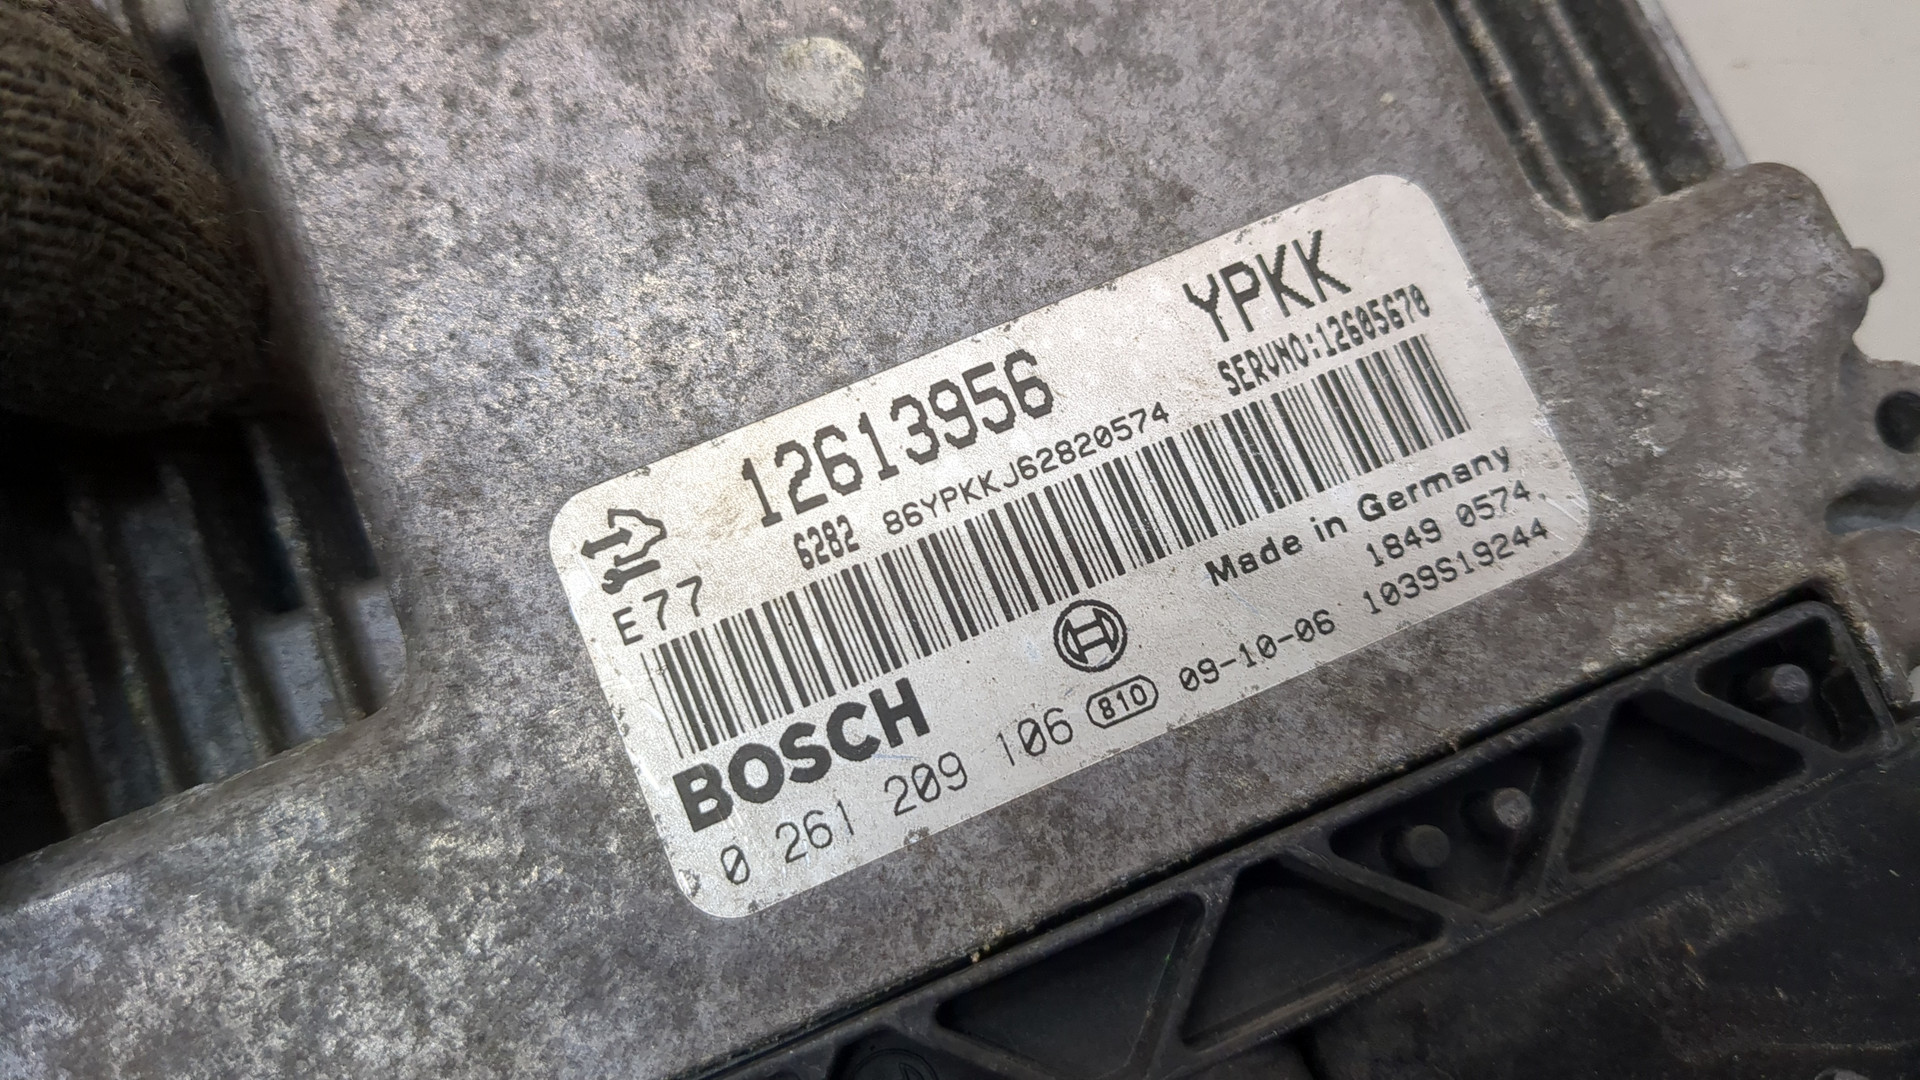 YPKK
12613956
SERVNO:12605670
6282 86YPKKJ62820574
E77
Made in Germany
1849 0574.
BOSCH
0 261 209 106 810 09-10-06 1039S19244